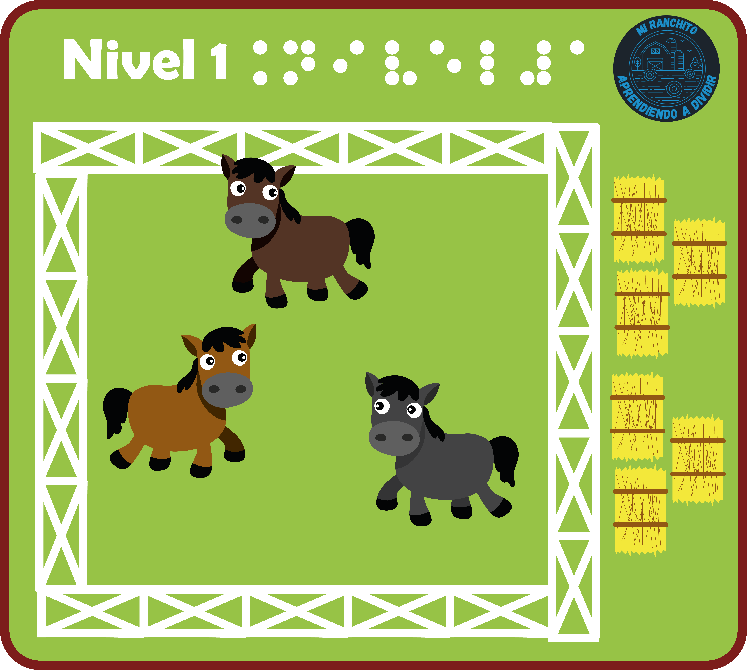 Nivel 1 ⠨⠝⠊⠧⠑⠇ ⠼⠁
MI RANCHITO
APRENDIENDO A DIVIDIR